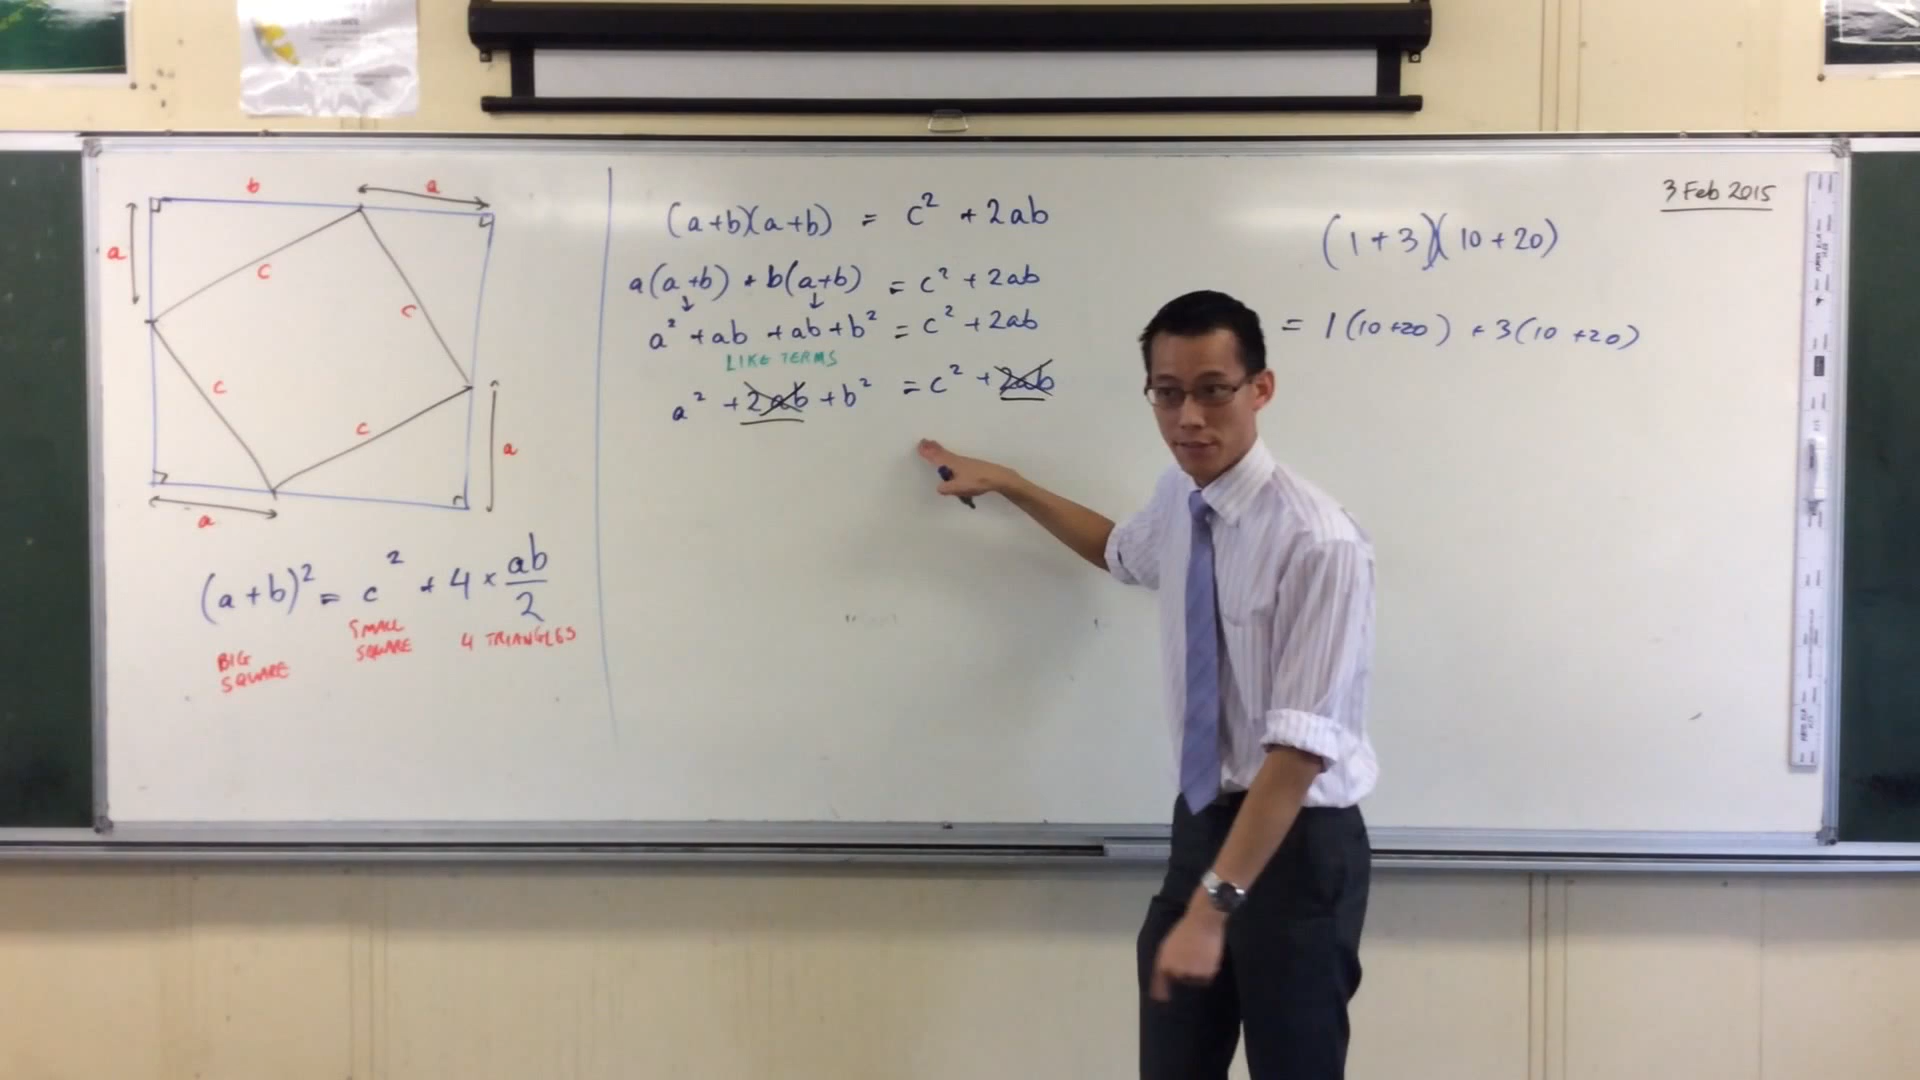 b
a
a
c
c
c
c
a
a
(a+b)² = c² + 4 × ab/2
BIG SQUARE
SMALL SQUARE
4 TRIANGLES
(a+b)(a+b) = c² + 2ab
a(a+b) + b(a+b) = c² + 2ab
↓ ↓
a² + ab + ab + b² = c² + 2ab
LIKE TERMS
a² + 2ab + b² = c² + 2ab
3 Feb 2015
(1+3)(10+20)
= 1(10+20) + 3(10+20)